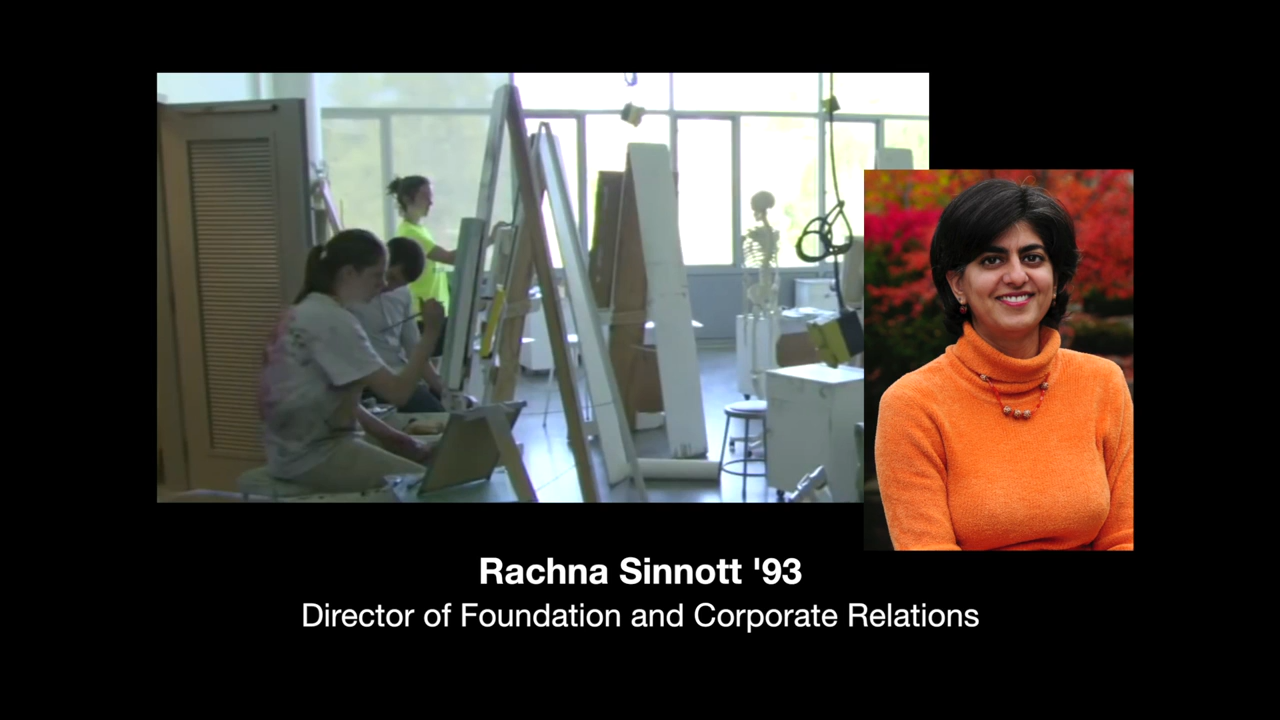 Rachna Sinnott '93
Director of Foundation and Corporate Relations